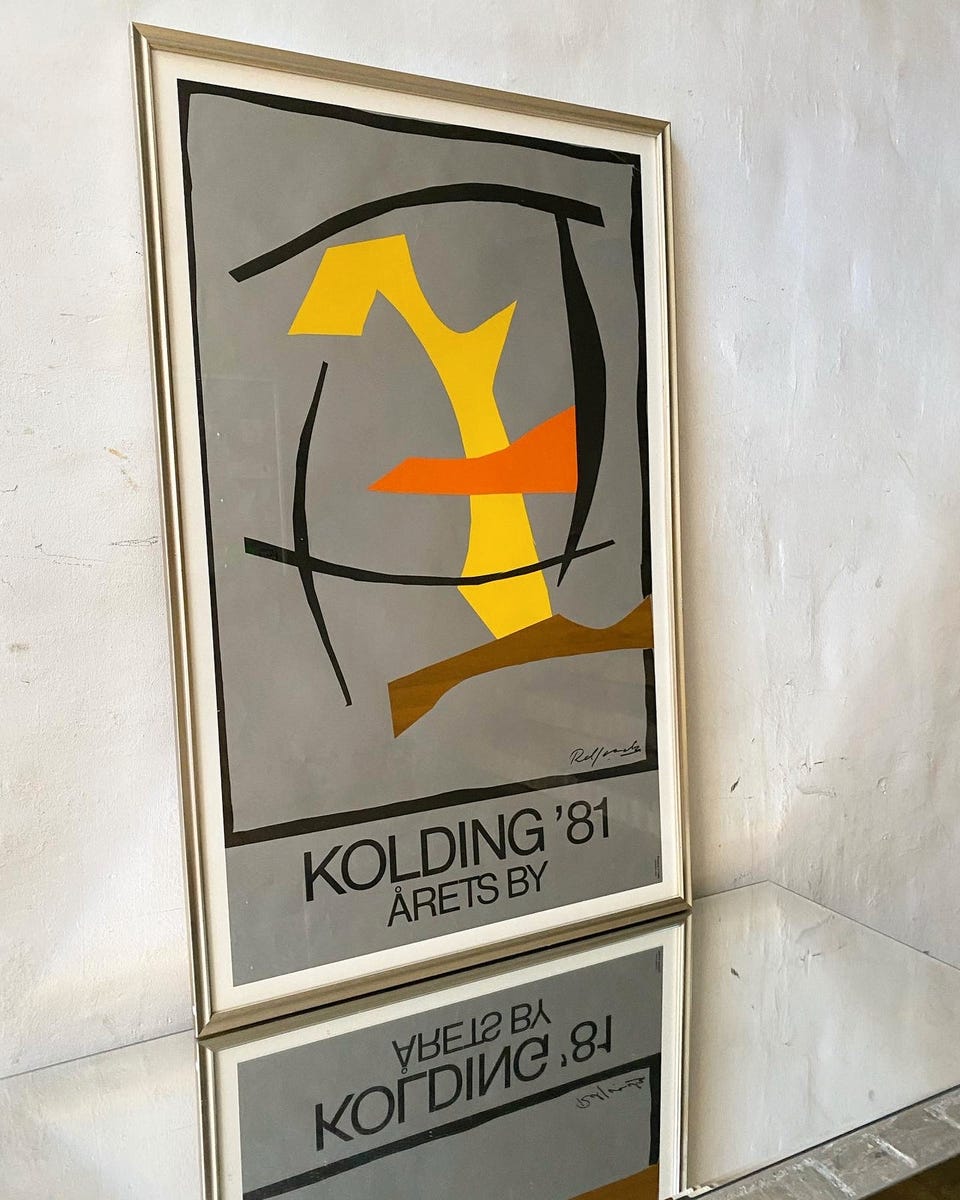 KOLDING '81
ÅRETS BY